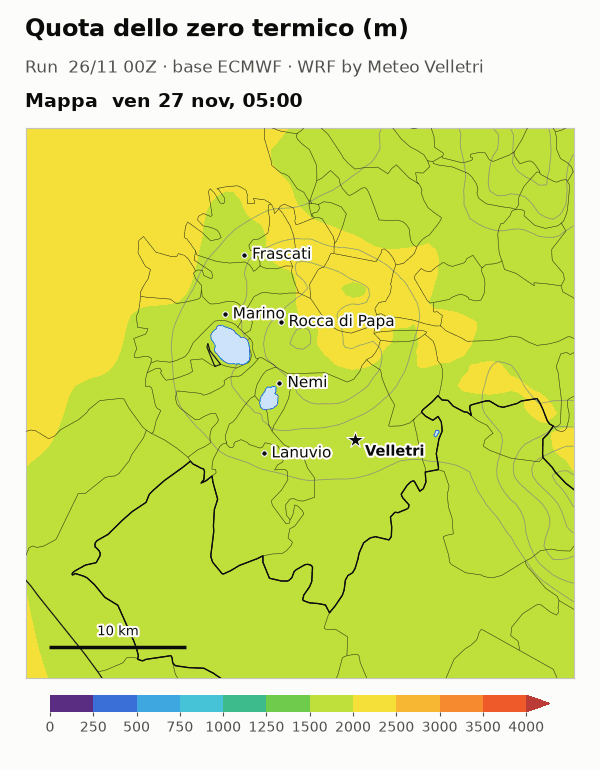 Quota dello zero termico (m)
Run  26/11 00Z · base ECMWF · WRF by Meteo Velletri
Mappa  ven 27 nov, 05:00
Frascati
Marino
Rocca di Papa
Nemi
Velletri
Lanuvio
10 km
0 250 500 750 1000 1250 1500 2000 2500 3000 3500 4000